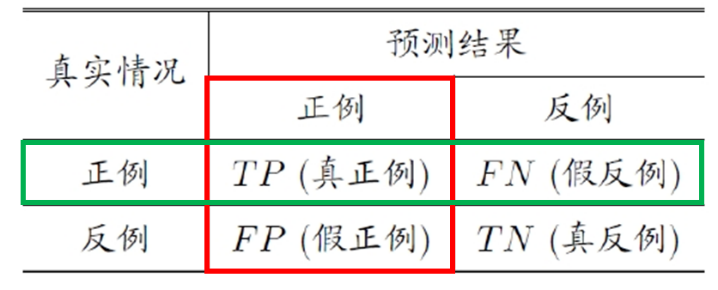 真实情况 预测结果
正例 反例
正例 TP (真正例) FN (假反例)
反例 FP (假正例) TN (真反例)